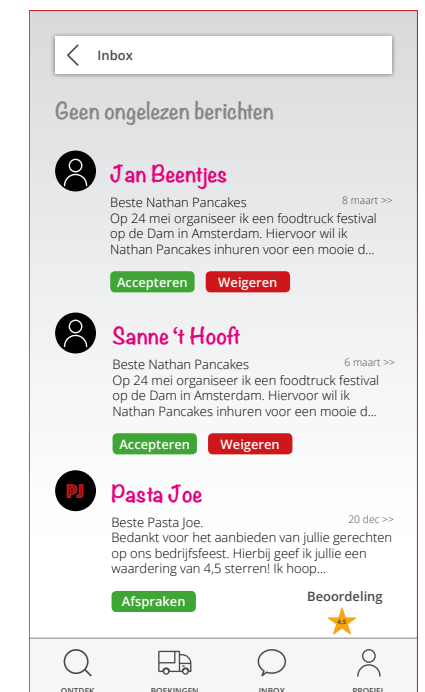 Inbox
Geen ongelezen berichten
Jan Beentjes
Beste Nathan Pancakes
8 maart >>
Op 24 mei organiseer ik een foodtruck festival
op de Dam in Amsterdam. Hiervoor wil ik
Nathan Pancakes inhuren voor een mooie d...
Accepteren Weigeren
Sanne ‘t Hooft
Beste Nathan Pancakes
6 maart >>
Op 24 mei organiseer ik een foodtruck festival
op de Dam in Amsterdam. Hiervoor wil ik
Nathan Pancakes inhuren voor een mooie d...
Accepteren Weigeren
PJ
Pasta Joe
Beste Pasta Joe.
20 dec >>
Bedankt voor het aanbieden van jullie gerechten
op ons bedrijfsfeest. Hierbij geef ik jullie een
waardering van 4,5 sterren! Ik hoop...
Afspraken
Beoordeling
4.5
ONTDEK BOEKINGEN INBOX PROFIEL